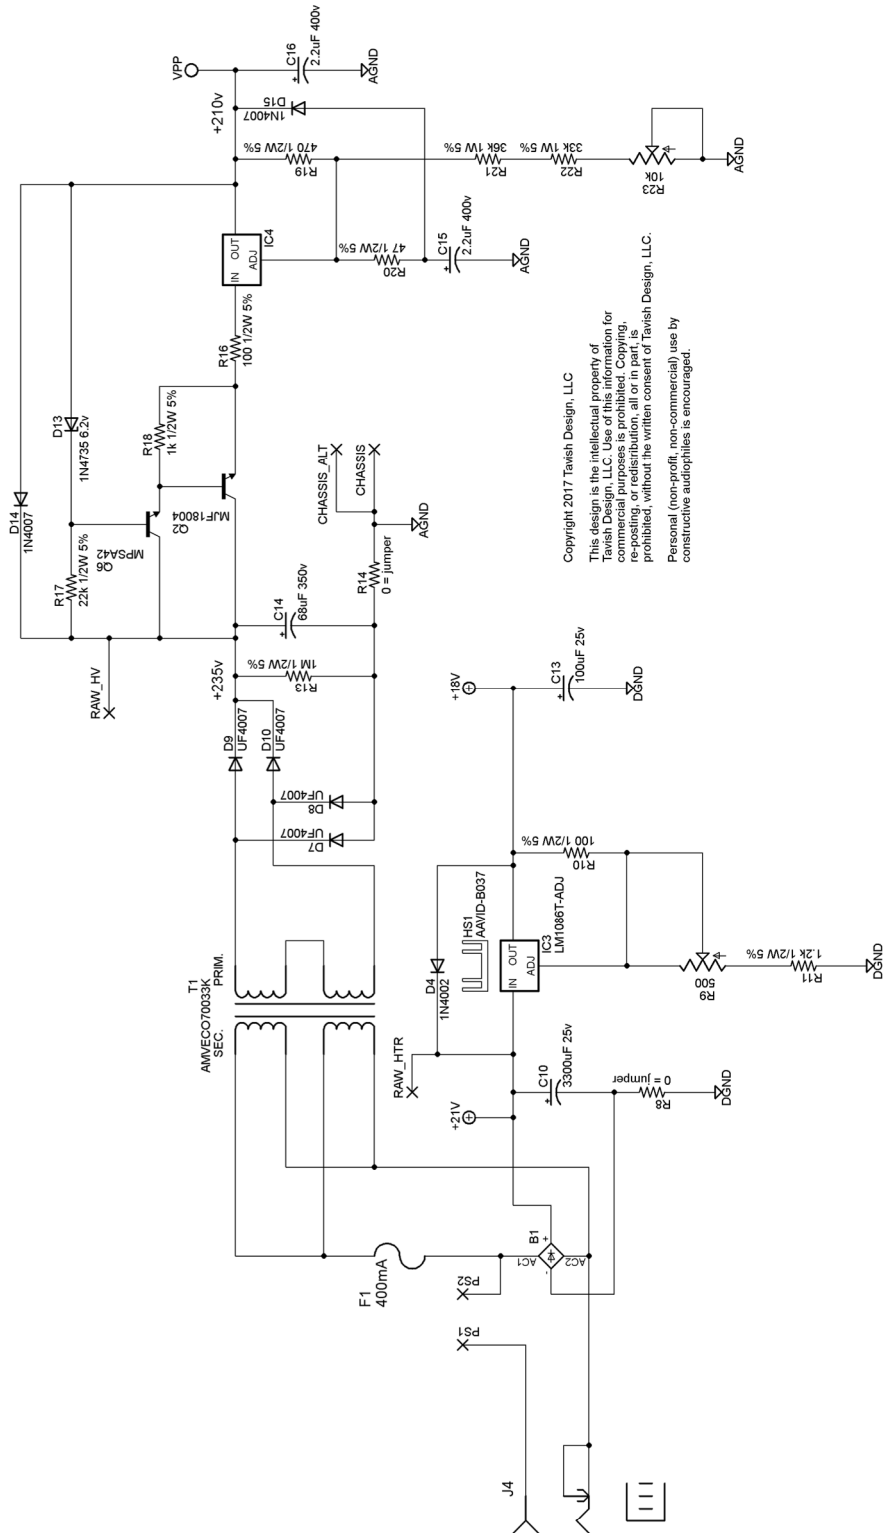 J4
PS1
PS2
F1
400mA
AC1
AC2
B1
+
-
T1
AMVECO70033K
SEC.
PRIM.
RAW_HTR
+21V
C10
+
3300uF 25v
R8
0 = jumper
DGND
D4
1N4002
HS1
AAVID-B037
IN
OUT
ADJ
IC3
LM1086T-ADJ
R10
100 1/2W 5%
R9
500
R11
1.2k 1/2W 5%
DGND
+18V
C13
+
100uF 25v
DGND
D7
UF4007
D8
UF4007
D9
UF4007
D10
UF4007
RAW_HV
+235v
R13
1M 1/2W 5%
C14
+
68uF 350v
R14
0 = jumper
AGND
CHASSIS_ALT
CHASSIS
D14
1N4007
R17
22k 1/2W 5%
D13
1N4735 6.2v
Q6
MPSA42
Q2
MJF18004
R18
1k 1/2W 5%
R16
100 1/2W 5%
IN
OUT
ADJ
IC4
R20
47 1/2W 5%
C15
+
2.2uF 400v
AGND
+210v
R19
470 1/2W 5%
R21
36k 1W 5%
R22
33k 1W 5%
R23
10k
AGND
D15
1N4007
VPP
C16
+
2.2uF 400v
AGND
Copyright 2017 Tavish Design, LLC
This design is the intellectual property of
Tavish Design, LLC. Use of this information for
commercial purposes is prohibited. Copying,
re-posting, or redistribution, all or in part, is
prohibited, without the written consent of Tavish Design, LLC.
Personal (non-profit, non-commercial) use by
constructive audiophiles is encouraged.